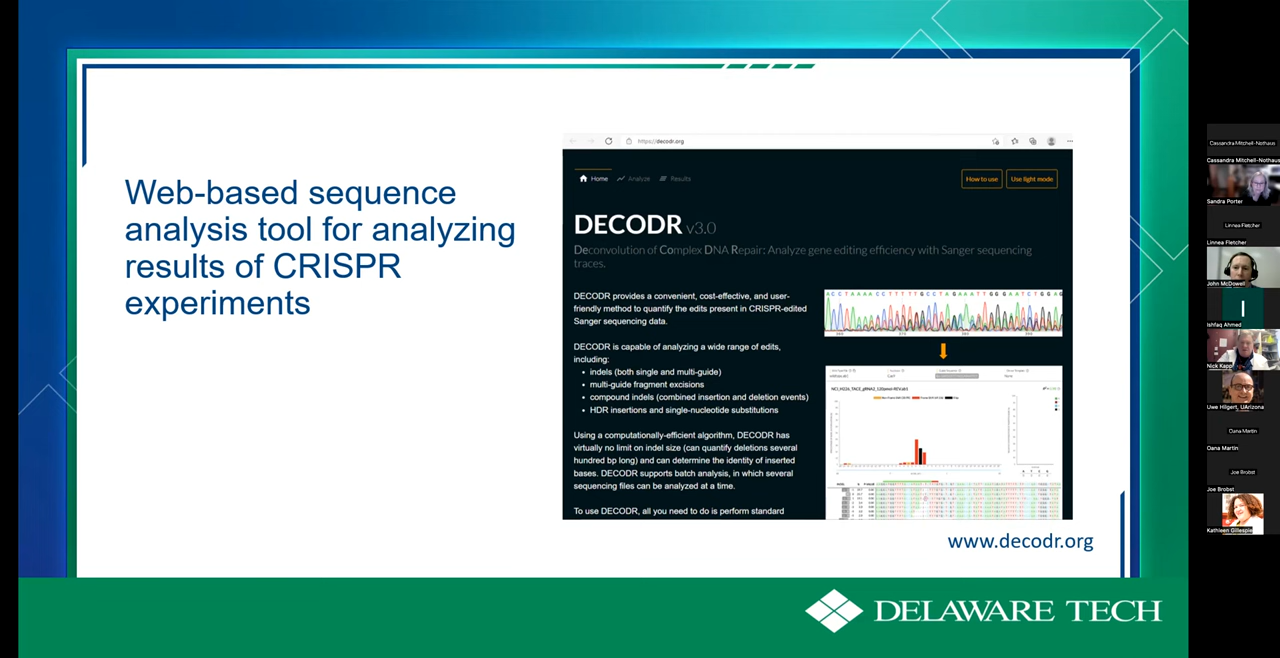 Web-based sequence
analysis tool for analyzing
results of CRISPR
experiments
https://decodr.org
Home
Analyze
Results
How to use
Use light mode
DECODR v3.0
Deconvolution of Complex DNA Repair: Analyze gene editing efficiency with Sanger sequencing
traces.
DECODR provides a convenient, cost-effective, and user-
friendly method to quantify the edits present in CRISPR-edited
Sanger sequencing data.
DECODR is capable of analyzing a wide range of edits,
including:
• indels (both single and multi-guide)
• multi-guide fragment excisions
• compound indels (combined insertion and deletion events)
• HDR insertions and single-nucleotide substitutions
Using a computationally-efficient algorithm, DECODR has
virtually no limit on indel size (can quantify deletions several
hundred bp long) and can determine the identity of inserted
bases. DECODR supports batch analysis, in which several
sequencing files can be analyzed at a time.
To use DECODR, all you need to do is perform standard
A C C T A A A A C C T T T T T G C C T A G A A A T T G G G A A T C T G G A G
www.decodr.org
DELAWARE TECH
Cassandra Mitchell-Nothaus
Cassandra Mitchell-Nothaus
Sandra Porter
Linnea Fletcher
Linnea Fletcher
John McDowell
I
Ishfaq Ahmed
Nick Kapp
Uwe Hilgert, UArizona
Oana Martin
Oana Martin
Joe Brobst
Joe Brobst
Kathleen Gillespie